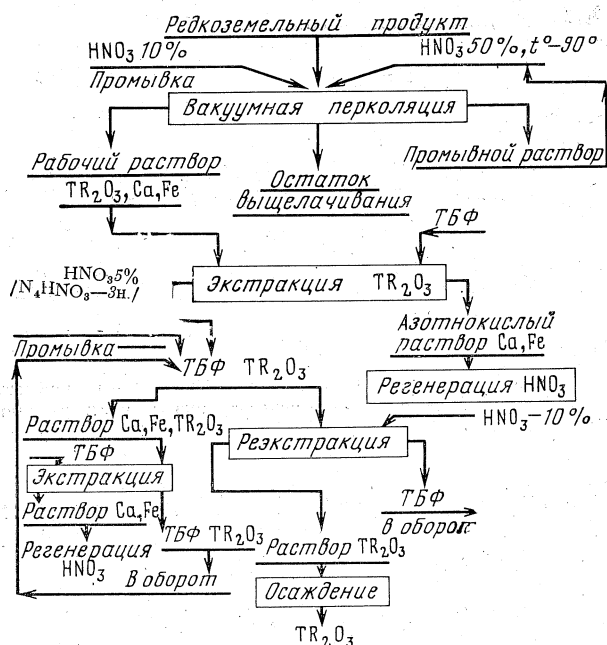 Редкоземельный продукт
HNO₃ 10%
HNO₃ 50%, t°–90°
Промывка
Вакуумная перколяция
Рабочий раствор
TR₂O₃, Ca, Fe
Остаток
выщелачивания
Промывной раствор
ТБФ
HNO₃ 5%
/N₄HNO₃—3н./
Экстракция TR₂O₃
Азотнокислый
раствор Ca, Fe
Промывка
ТБФ TR₂O₃
Регенерация HNO₃
Раствор Ca, Fe, TR₂O₃
HNO₃–10%
Реэкстракция
ТБФ
Экстракция
Раствор Ca, Fe
ТБФ
в оборот
Регенерация
HNO₃
ТБФ TR₂O₃
Раствор TR₂O₃
В оборот
Осаждение
TR₂O₃